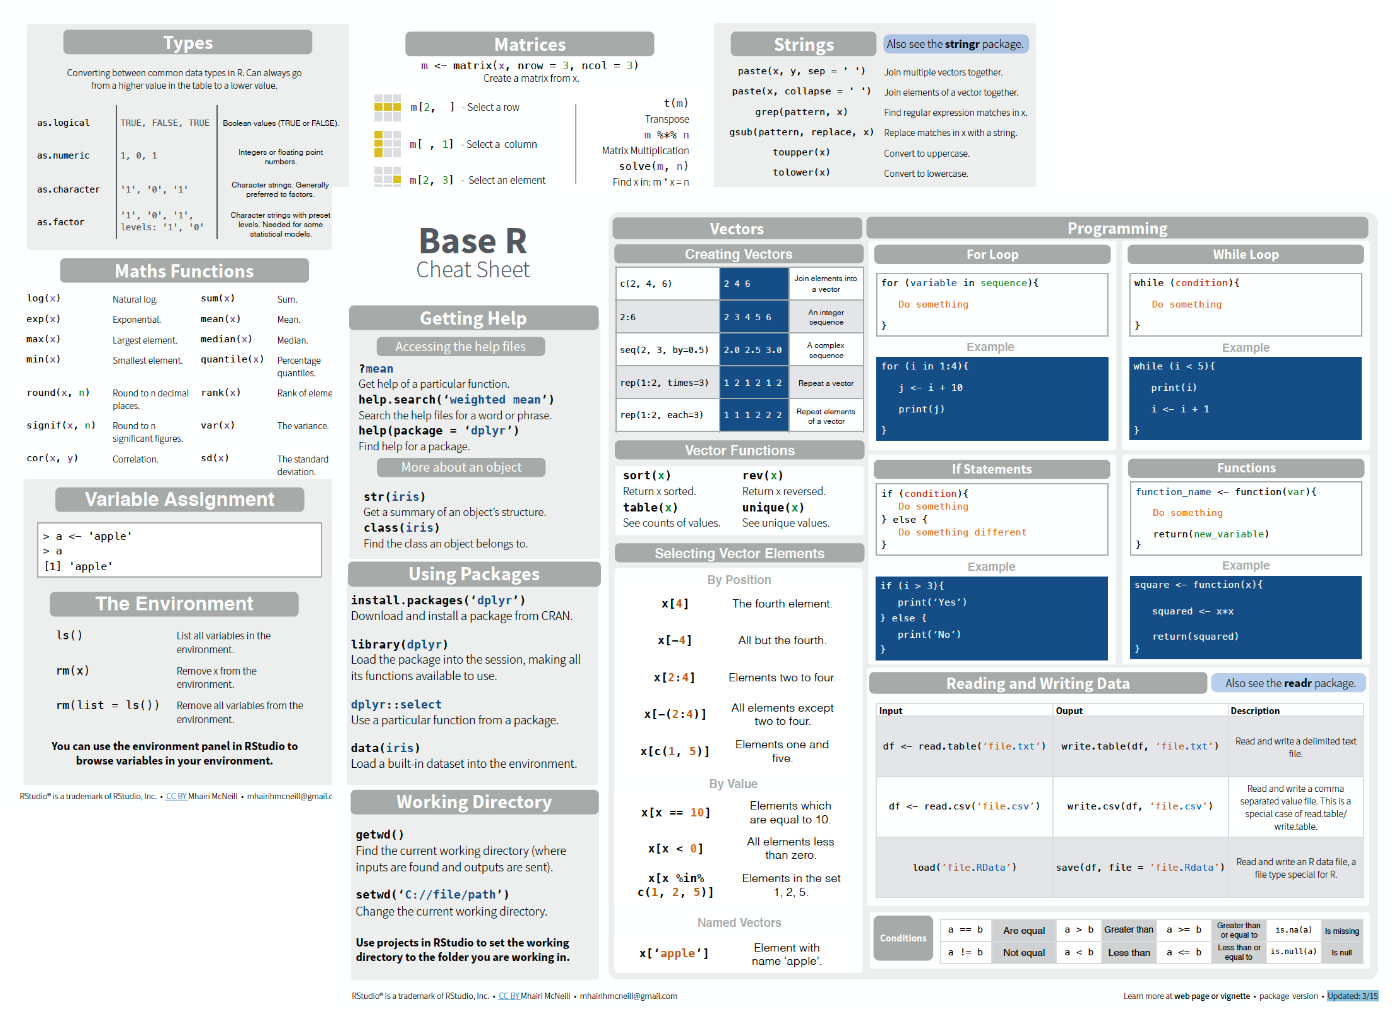 Types
Converting between common data types in R. Can always go
from a higher value in the table to a lower value.
as.logical TRUE, FALSE, TRUE Boolean values (TRUE or FALSE).
as.numeric 1, 0, 1 Integers or floating point
numbers.
as.character '1', '0', '1' Character strings. Generally
preferred to factors.
as.factor '1', '0', '1',
levels: '1', '0' Character strings with preset
levels. Needed for some
statistical models.
Maths Functions
log(x) Natural log. sum(x) Sum.
exp(x) Exponential. mean(x) Mean.
max(x) Largest element. median(x) Median.
min(x) Smallest element. quantile(x) Percentage
quantiles.
round(x, n) Round to n decimal
places. rank(x) Rank of eleme
signif(x, n) Round to n
significant figures. var(x) The variance.
cor(x, y) Correlation. sd(x) The standard
deviation.
Variable Assignment
> a <- 'apple'
> a
[1] 'apple'
The Environment
ls() List all variables in the
environment.
rm(x) Remove x from the
environment.
rm(list = ls()) Remove all variables from the
environment.
You can use the environment panel in RStudio to
browse variables in your environment.
RStudio® is a trademark of RStudio, Inc. • CC BY Mhairi McNeill • mhairihmcneill@gmail.c
Matrices
m <- matrix(x, nrow = 3, ncol = 3)
Create a matrix from x.
m[2, ] - Select a row
m[ , 1] - Select a column
m[2, 3] - Select an element
t(m)
Transpose
m %*% n
Matrix Multiplication
solve(m, n)
Find x in: m * x = n
Strings
Also see the stringr package.
paste(x, y, sep = ' ') Join multiple vectors together.
paste(x, collapse = ' ') Join elements of a vector together.
grep(pattern, x) Find regular expression matches in x.
gsub(pattern, replace, x) Replace matches in x with a string.
toupper(x) Convert to uppercase.
tolower(x) Convert to lowercase.
Base R
Cheat Sheet
Getting Help
Accessing the help files
?mean
Get help of a particular function.
help.search(‘weighted mean’)
Search the help files for a word or phrase.
help(package = ‘dplyr’)
Find help for a package.
More about an object
str(iris)
Get a summary of an object’s structure.
class(iris)
Find the class an object belongs to.
Using Packages
install.packages(‘dplyr’)
Download and install a package from CRAN.
library(dplyr)
Load the package into the session, making all
its functions available to use.
dplyr::select
Use a particular function from a package.
data(iris)
Load a built-in dataset into the environment.
Working Directory
getwd()
Find the current working directory (where
inputs are found and outputs are sent).
setwd(‘C://file/path’)
Change the current working directory.
Use projects in RStudio to set the working
directory to the folder you are working in.
Vectors
Creating Vectors
c(2, 4, 6) 2 4 6 Join elements into
a vector
2:6 2 3 4 5 6 An integer
sequence
seq(2, 3, by=0.5) 2.0 2.5 3.0 A complex
sequence
rep(1:2, times=3) 1 2 1 2 1 2 Repeat a vector
rep(1:2, each=3) 1 1 1 2 2 2 Repeat elements
of a vector
Vector Functions
sort(x)
Return x sorted.
rev(x)
Return x reversed.
table(x)
See counts of values.
unique(x)
See unique values.
Selecting Vector Elements
By Position
x[4] The fourth element.
x[-4] All but the fourth.
x[2:4] Elements two to four.
x[-(2:4)] All elements except
two to four.
x[c(1, 5)] Elements one and
five.
By Value
x[x == 10] Elements which
are equal to 10.
x[x < 0] All elements less
than zero.
x[x %in%
c(1, 2, 5)] Elements in the set
1, 2, 5.
Named Vectors
x[‘apple’] Element with
name ‘apple’.
Programming
For Loop
for (variable in sequence){
Do something
}
Example
for (i in 1:4){
j <- i + 10
print(j)
}
While Loop
while (condition){
Do something
}
Example
while (i < 5){
print(i)
i <- i + 1
}
If Statements
if (condition){
Do something
} else {
Do something different
}
Example
if (i > 3){
print(‘Yes’)
} else {
print(‘No’)
}
Functions
function_name <- function(var){
Do something
return(new_variable)
}
Example
square <- function(x){
squared <- x*x
return(squared)
}
Reading and Writing Data
Also see the readr package.
Input Ouput Description
df <- read.table(‘file.txt’) write.table(df, ‘file.txt’) Read and write a delimited text
file.
df <- read.csv(‘file.csv’) write.csv(df, ‘file.csv’) Read and write a comma
separated value file. This is a
special case of read.table/
write.table.
load(‘file.RData’) save(df, file = ‘file.Rdata’) Read and write an R data file, a
file type special for R.
Conditions
a == b Are equal a > b Greater than a >= b Greater than
or equal to is.na(a) Is missing
a != b Not equal a < b Less than a <= b Less than or
equal to is.null(a) Is null
RStudio® is a trademark of RStudio, Inc. • CC BY Mhairi McNeill • mhairihmcneill@gmail.com
Learn more at web page or vignette • package version • Updated: 3/15